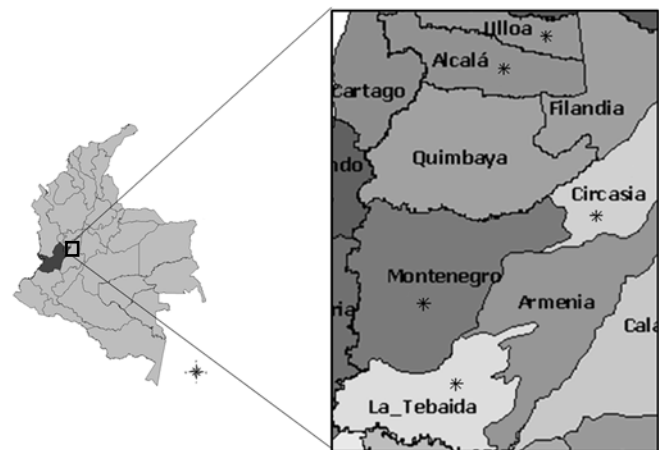 Ulloa
Alcalá
Cartago
Filandia
Quimbaya
ndo
Circasia
Montenegro
Armenia
ria
Cala
La_Tebaida